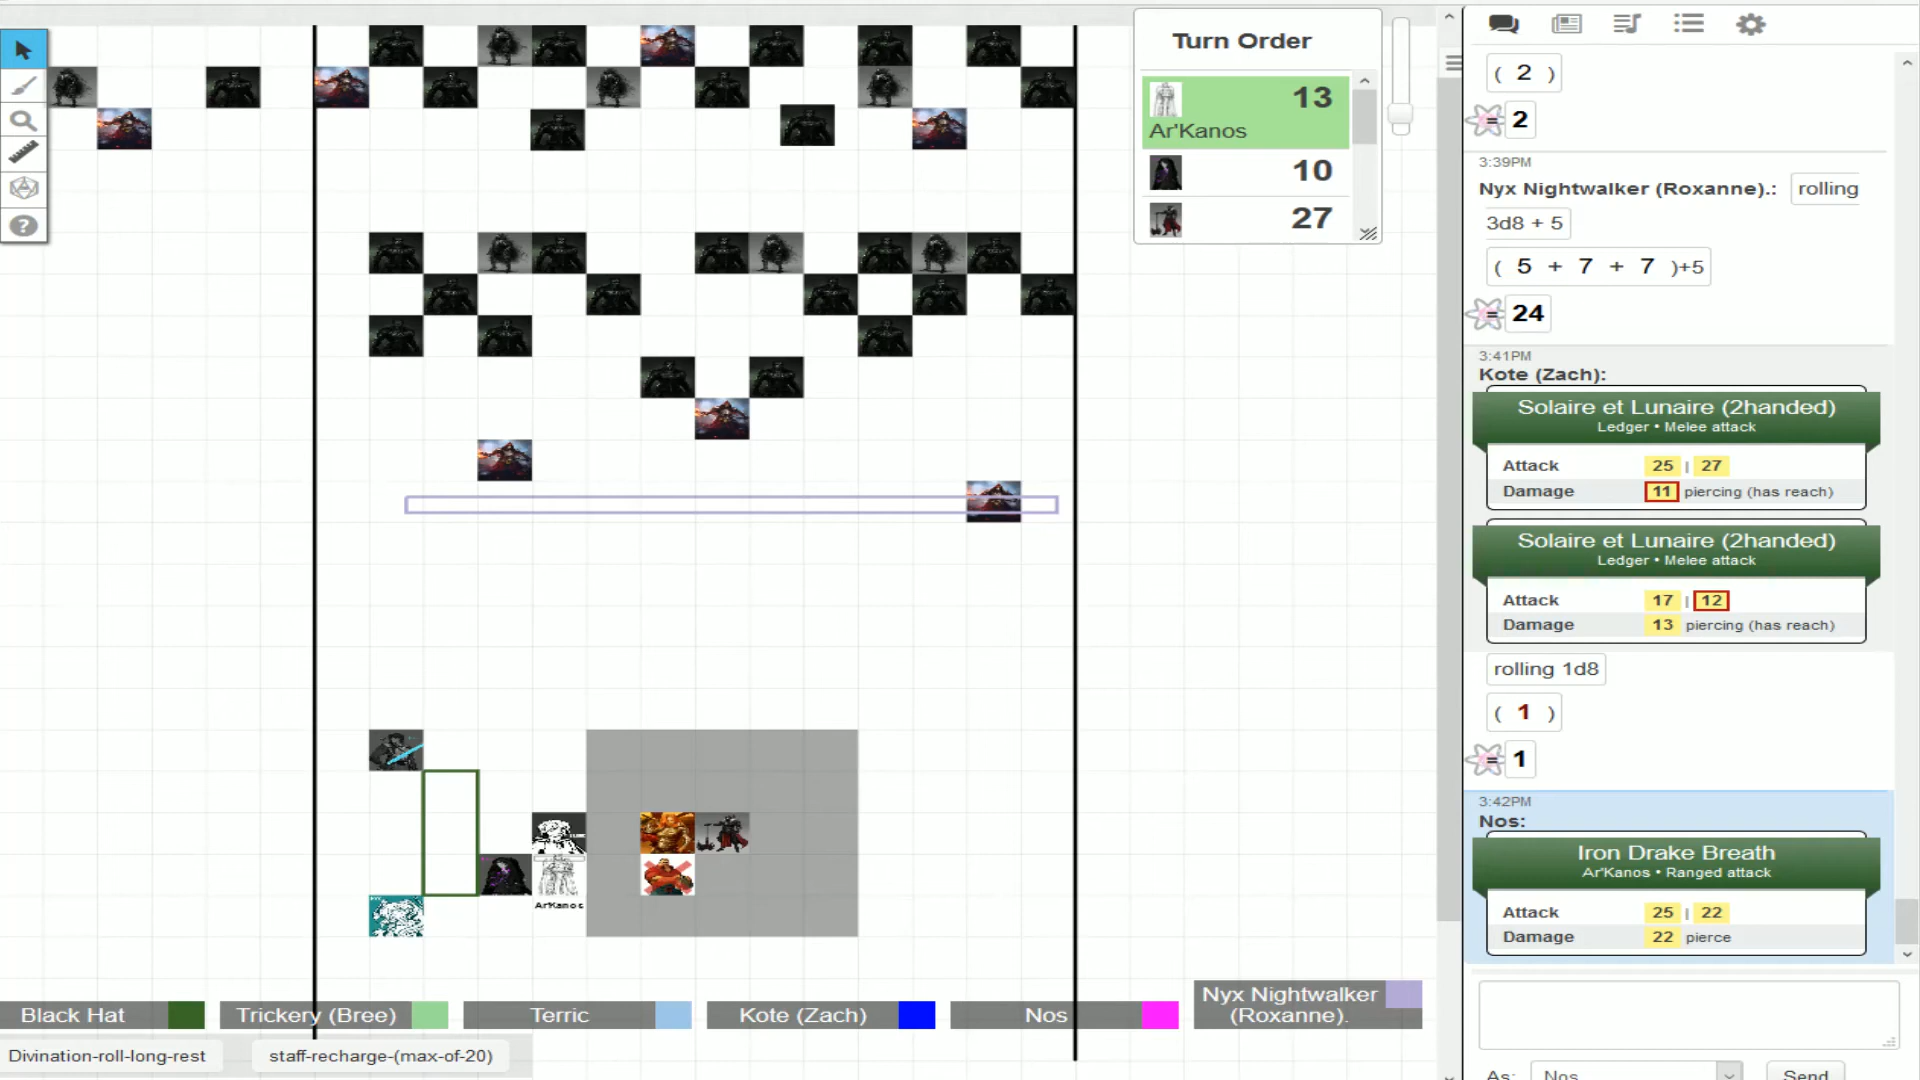 Turn Order
13
Ar'Kanos
10
27
( 2 )
= 2
3:39PM
Nyx Nightwalker (Roxanne).: rolling
3d8 + 5
( 5 + 7 + 7 )+5
= 24
3:41PM
Kote (Zach):
Solaire et Lunaire (2handed)
Ledger • Melee attack
Attack 25 | 27
Damage 11 piercing (has reach)
Solaire et Lunaire (2handed)
Ledger • Melee attack
Attack 17 | 12
Damage 13 piercing (has reach)
rolling 1d8
( 1 )
= 1
3:42PM
Nos:
Iron Drake Breath
Ar'Kanos • Ranged attack
Attack 25 | 22
Damage 22 pierce
As: Nos Send
Ar'Kanos
Black Hat
Trickery (Bree)
Terric
Kote (Zach)
Nos
Nyx Nightwalker
(Roxanne).
Divination-roll-long-rest
staff-recharge-(max-of-20)